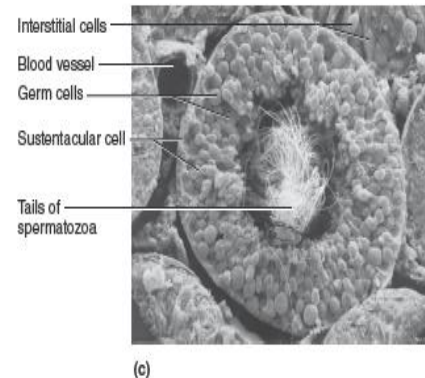 Interstitial cells
Blood vessel
Germ cells
Sustentacular cell
Tails of
spermatozoa
(c)